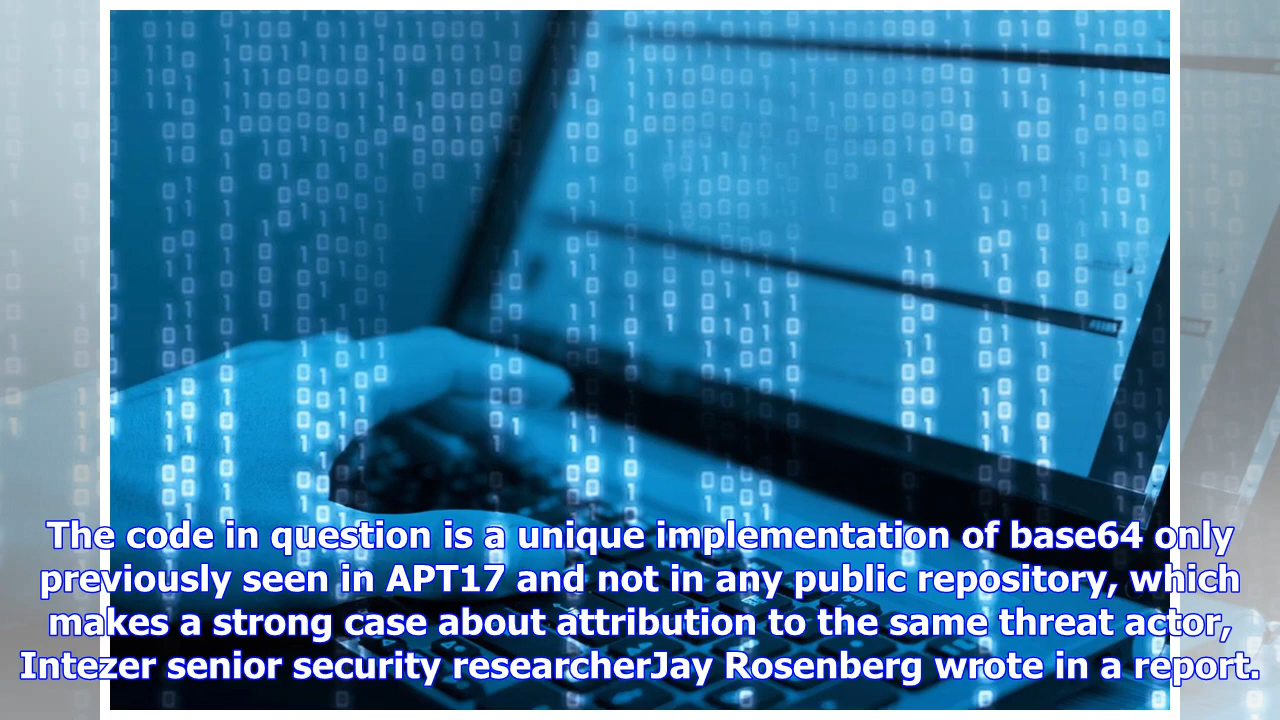 The code in question is a unique implementation of base64 only
previously seen in APT17 and not in any public repository, which
makes a strong case about attribution to the same threat actor,
Intezer senior security researcherJay Rosenberg wrote in a report.